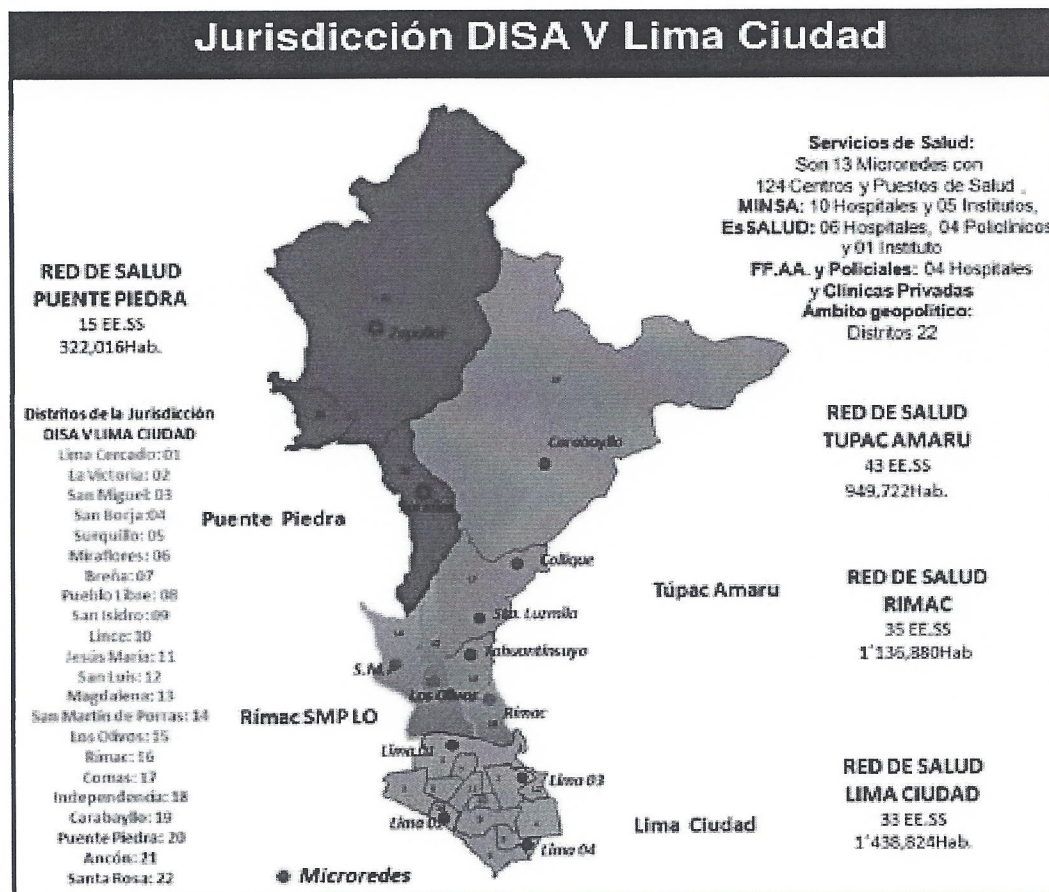 Jurisdicción DISA V Lima Ciudad
Servicios de Salud:
Son 13 Microredes con
124 Centros y Puestos de Salud ,
MINSA: 10 Hospitales y 05 Institutos,
EsSALUD: 06 Hospitales, 04 Policlínicos
y 01 Instituto
FF.AA. y Policiales: 04 Hospitales
y Clínicas Privadas
Ámbito geopolítico:
Distritos 22
RED DE SALUD
PUENTE PIEDRA
15 EE.SS
322,016Hab.
Distritos de la Jurisdicción
DISA V LIMA CIUDAD
Lima Cercado: 01
La Victoria: 02
San Miguel: 03
San Borja:04
Surquillo: 05
Miraflores: 06
Breña: 07
Pueblo Libre: 08
San Isidro: 09
Lince: 10
Jesús María: 11
San Luis: 12
Magdalena: 13
San Martín de Porras: 14
Los Olivos: 15
Rimac: 16
Comas: 17
Independencia: 18
Carabayllo: 19
Puente Piedra: 20
Ancón: 21
Santa Rosa: 22
Zapallal
Carabayllo
Puente Piedra
Collique
Sta. Luzmila
Tahuantinsuyo
S.M.P
Los Olivos
Rimac
Túpac Amaru
Rímac SMP LO
Lima 01
Lima 03
Lima 04
Lima Ciudad
Microredes
RED DE SALUD
TUPAC AMARU
43 EE.SS
949,722Hab.
RED DE SALUD
RIMAC
35 EE.SS
1´136,880Hab
RED DE SALUD
LIMA CIUDAD
33 EE.SS
1´438,824Hab.